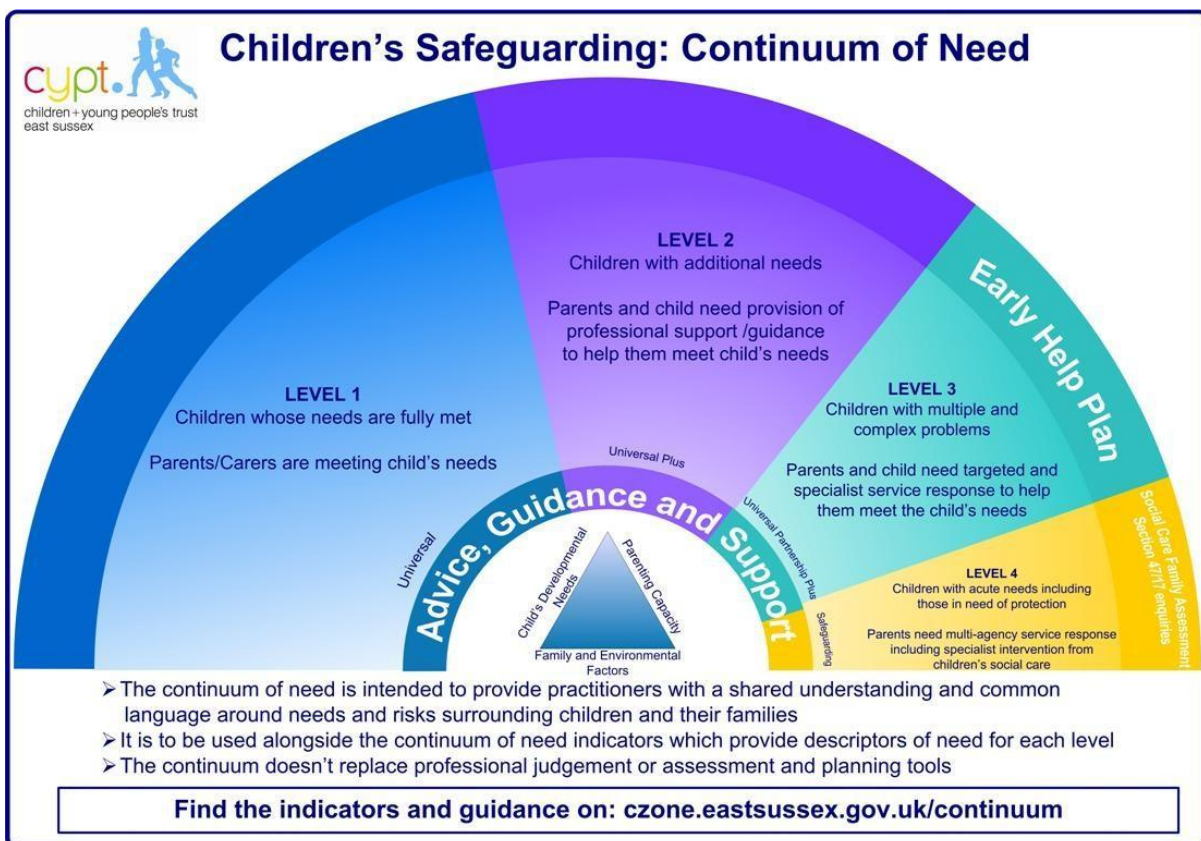 cypt.
children + young people's trust
east sussex
Children's Safeguarding: Continuum of Need
LEVEL 1
Children whose needs are fully met
Parents/Carers are meeting child's needs
LEVEL 2
Children with additional needs
Parents and child need provision of
professional support /guidance
to help them meet child's needs
LEVEL 3
Children with multiple and
complex problems
Parents and child need targeted and
specialist service response to help
them meet the child's needs
Early Help Plan
LEVEL 4
Children with acute needs including
those in need of protection
Parents need multi-agency service response
including specialist intervention from
children's social care
Social Care Family Assessment
Section 47/17 enquiries
Universal
Universal Plus
Universal Partnership Plus
Safeguarding
Advice, Guidance and Support
Child's Developmental
Needs
Parenting Capacity
Family and Environmental
Factors
➢ The continuum of need is intended to provide practitioners with a shared understanding and common
language around needs and risks surrounding children and their families
➢ It is to be used alongside the continuum of need indicators which provide descriptors of need for each level
➢ The continuum doesn't replace professional judgement or assessment and planning tools
Find the indicators and guidance on: czone.eastsussex.gov.uk/continuum